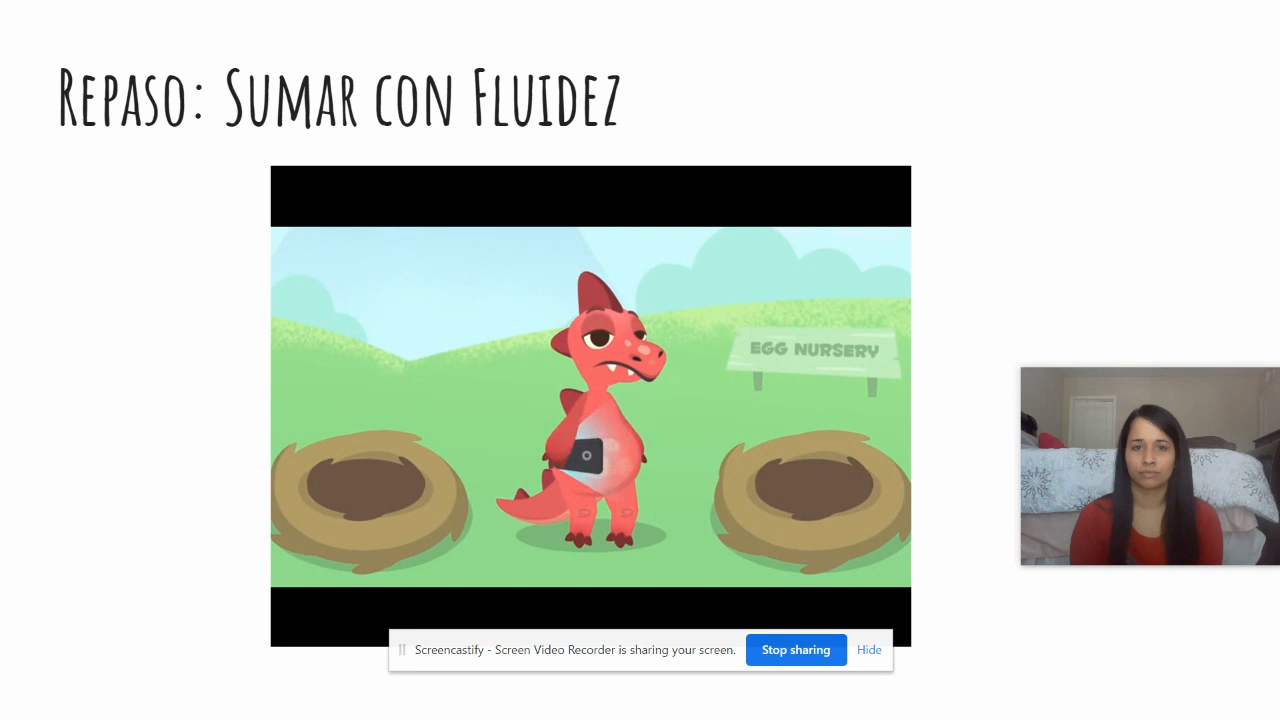 Repaso: Sumar con Fluidez
EGG NURSERY
Screencastify - Screen Video Recorder is sharing your screen.
Stop sharing
Hide